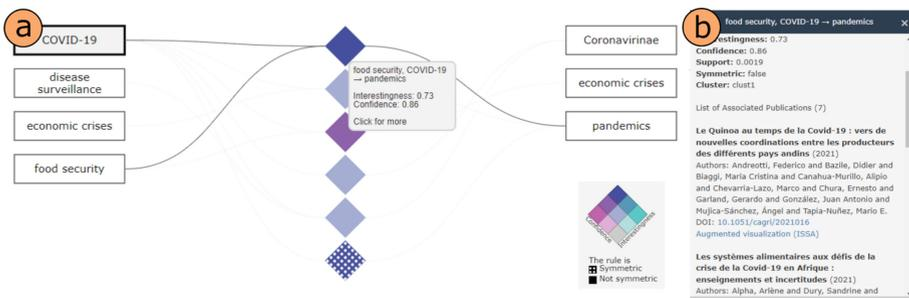 a
COVID-19
disease
surveillance
economic crises
food security
food security, COVID-19
→ pandemics
Interestingness: 0.73
Confidence: 0.86
Click for more
Coronavirinae
economic crises
pandemics
Confidence
Interestingness
The rule is
Symmetric
Not symmetric
b
food security, COVID-19 → pandemics
×
Interestingness: 0.73
Confidence: 0.86
Support: 0.0019
Symmetric: false
Cluster: clust1
List of Associated Publications (7)
Le Quinoa au temps de la Covid-19 : vers de
nouvelles coordinations entre les producteurs
des différents pays andins (2021)
Authors: Andreotti, Federico and Bazile, Didier and
Biaggi, Maria Cristina and Canahua-Murillo, Alipio
and Chevarria-Lazo, Marco and Chura, Ernesto and
Garland, Gerardo and González, Juan Antonio and
Mujica-Sánchez, Ángel and Tapia-Nuñez, Mario E.
DOI: 10.1051/cagri/2021016
Augmented visualization (ISSA)
Les systèmes alimentaires aux défis de la
crise de la Covid-19 en Afrique :
enseignements et incertitudes (2021)
Authors: Alpha, Arlène and Dury, Sandrine and